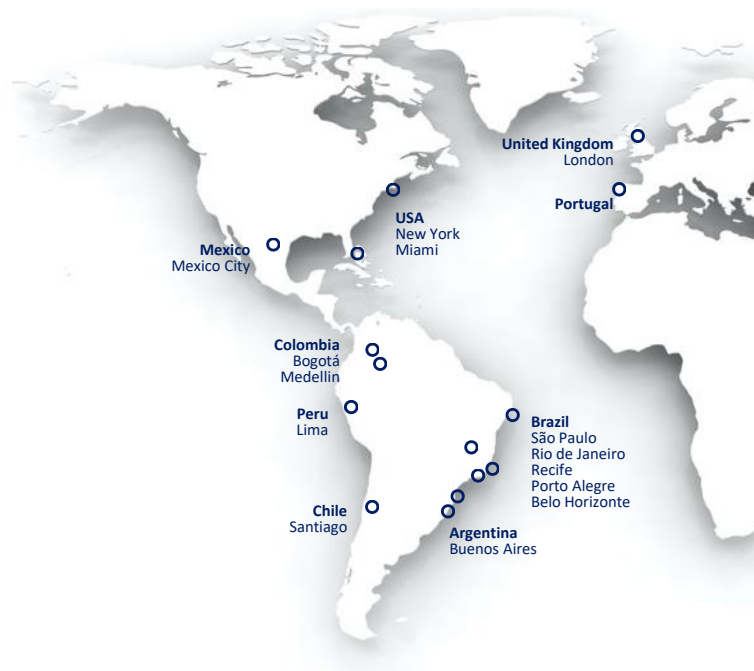 United Kingdom
London
Portugal
USA
New York
Miami
Mexico
Mexico City
Colombia
Bogotá
Medellin
Peru
Lima
Brazil
São Paulo
Rio de Janeiro
Recife
Porto Alegre
Belo Horizonte
Chile
Santiago
Argentina
Buenos Aires